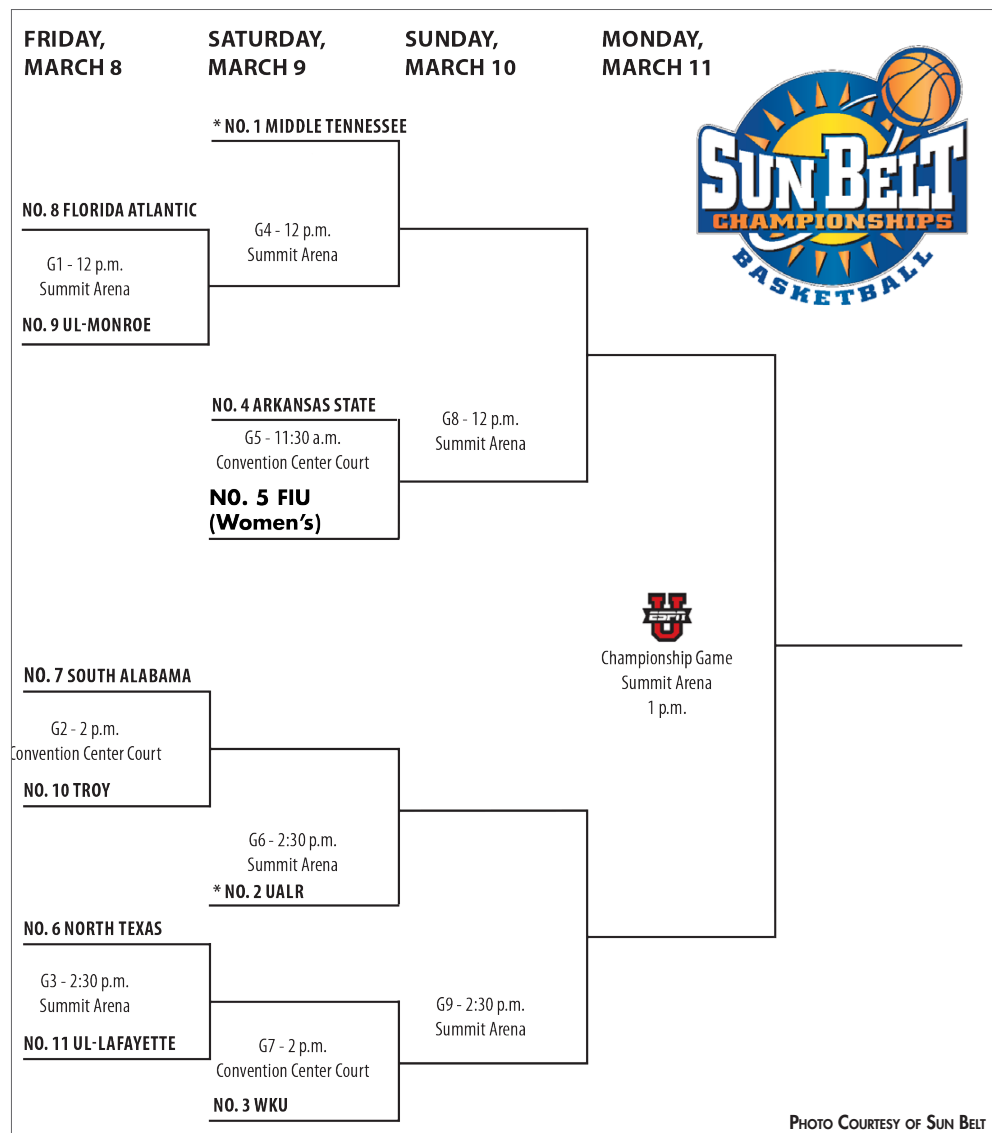 FRIDAY,
MARCH 8
SATURDAY,
MARCH 9
SUNDAY,
MARCH 10
MONDAY,
MARCH 11
SUN BELT
CHAMPIONSHIPS
BASKETBALL
* NO. 1 MIDDLE TENNESSEE
NO. 8 FLORIDA ATLANTIC
G4 - 12 p.m.
Summit Arena
G1 - 12 p.m.
Summit Arena
NO. 9 UL-MONROE
NO. 4 ARKANSAS STATE
G5 - 11:30 a.m.
Convention Center Court
G8 - 12 p.m.
Summit Arena
N0. 5 FIU
(Women's)
U
ESPN
Championship Game
Summit Arena
1 p.m.
NO. 7 SOUTH ALABAMA
G2 - 2 p.m.
Convention Center Court
NO. 10 TROY
G6 - 2:30 p.m.
Summit Arena
* NO. 2 UALR
NO. 6 NORTH TEXAS
G3 - 2:30 p.m.
Summit Arena
G9 - 2:30 p.m.
Summit Arena
NO. 11 UL-LAFAYETTE
G7 - 2 p.m.
Convention Center Court
NO. 3 WKU
PHOTO COURTESY OF SUN BELT